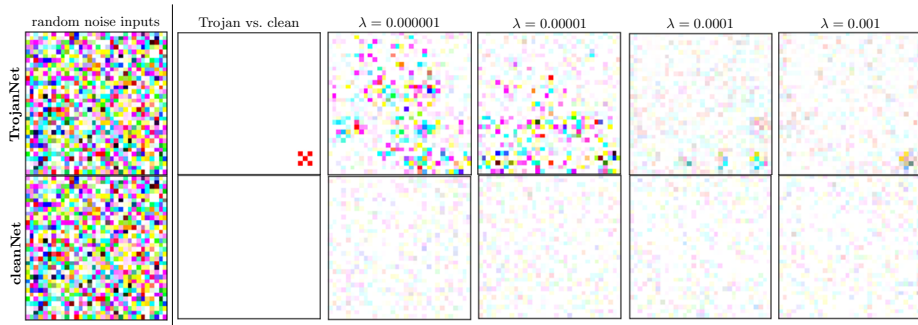 random noise inputs
Trojan vs. clean
λ = 0.000001
λ = 0.00001
λ = 0.0001
λ = 0.001
TrojanNet
cleanNet